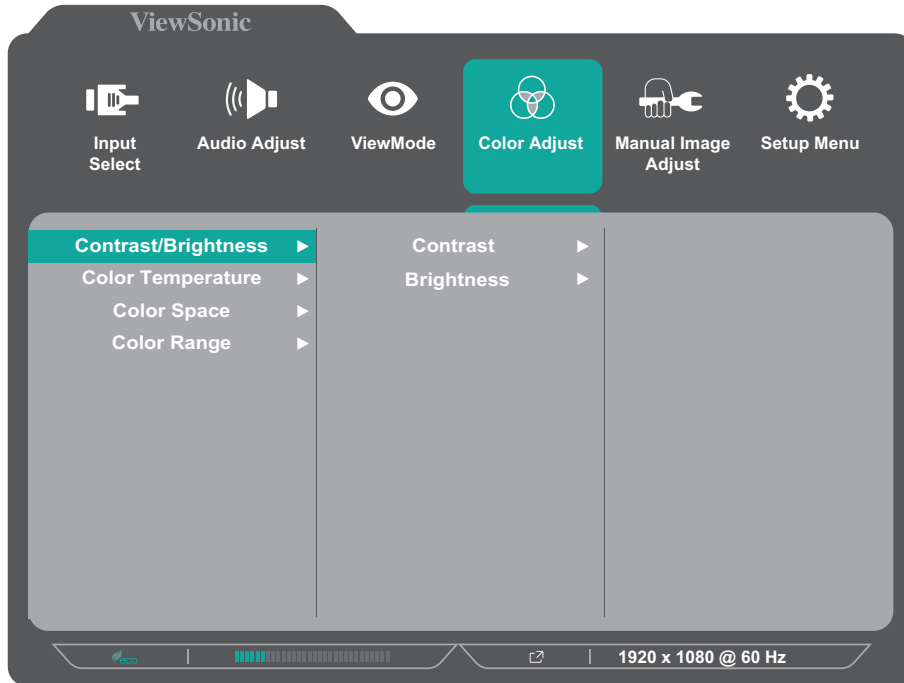 ViewSonic
Input
Select
Audio Adjust
ViewMode
Color Adjust
Manual Image
Adjust
Setup Menu
Contrast/Brightness
Color Temperature
Color Space
Color Range
Contrast
Brightness
eco
1920 x 1080 @ 60 Hz